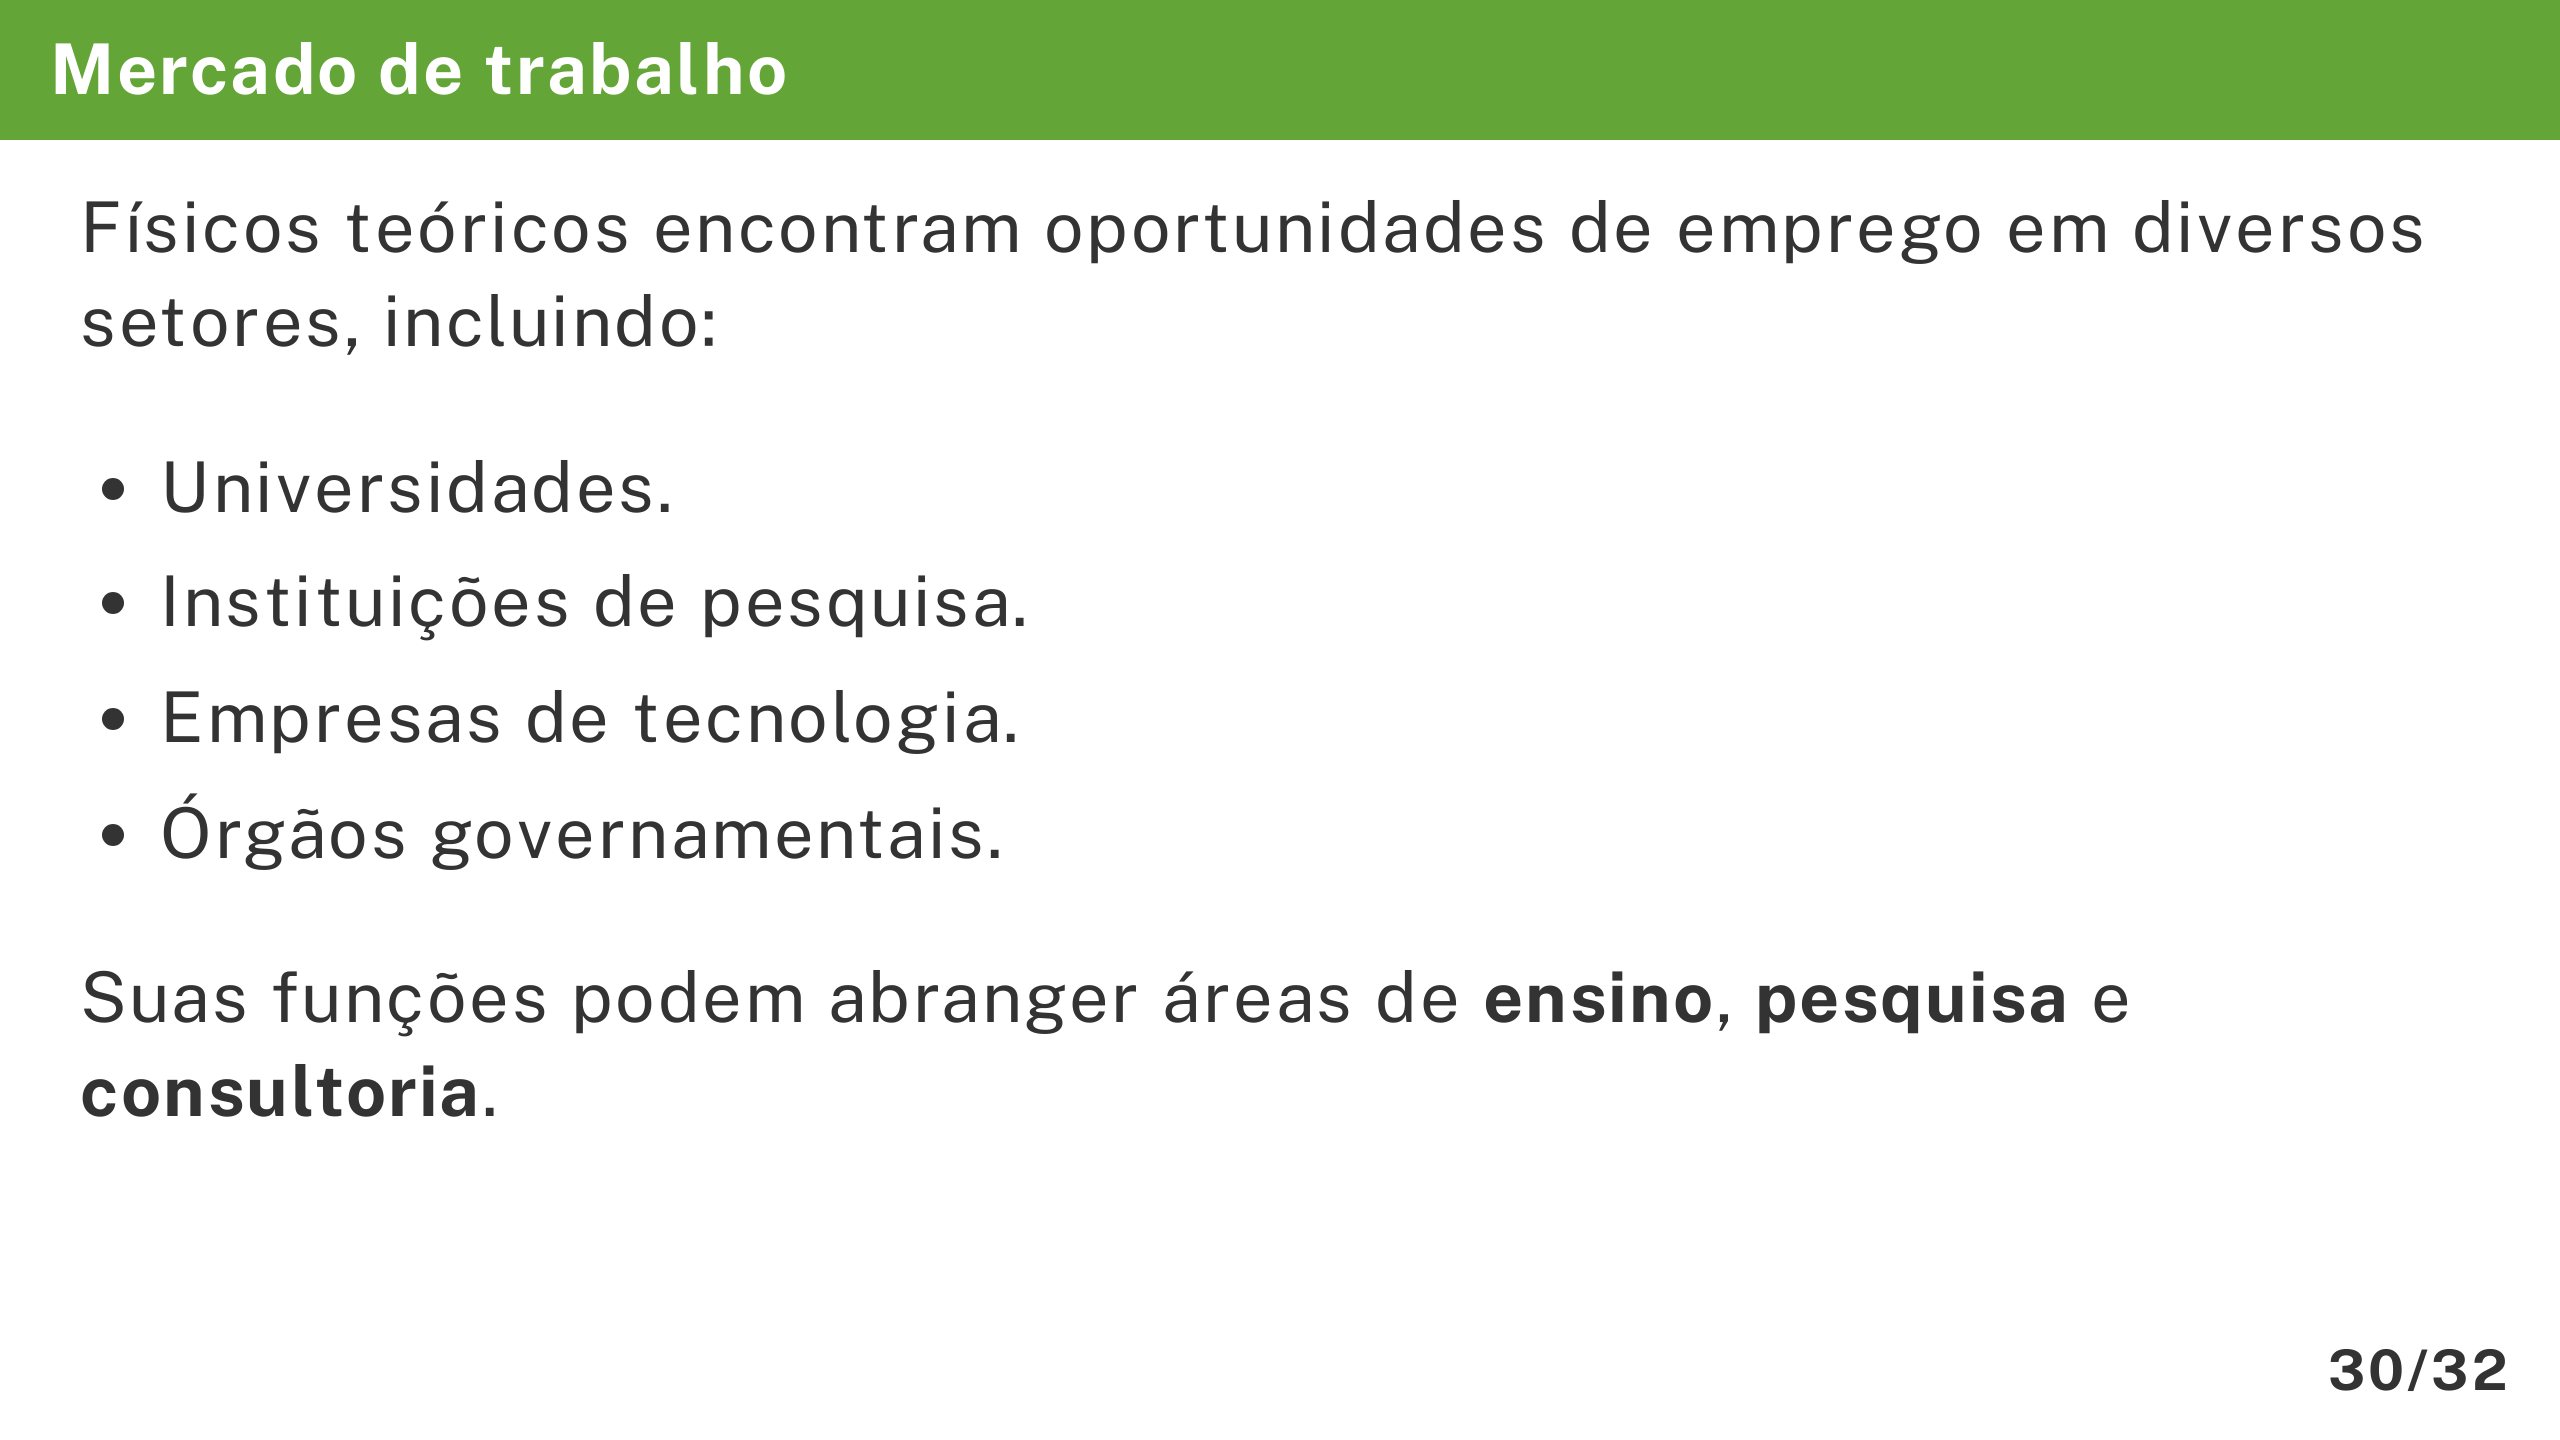 Mercado de trabalho
Físicos teóricos encontram oportunidades de emprego em diversos
setores, incluindo:
• Universidades.
• Instituições de pesquisa.
• Empresas de tecnologia.
• Órgãos governamentais.
Suas funções podem abranger áreas de ensino, pesquisa e
consultoria.
30/32